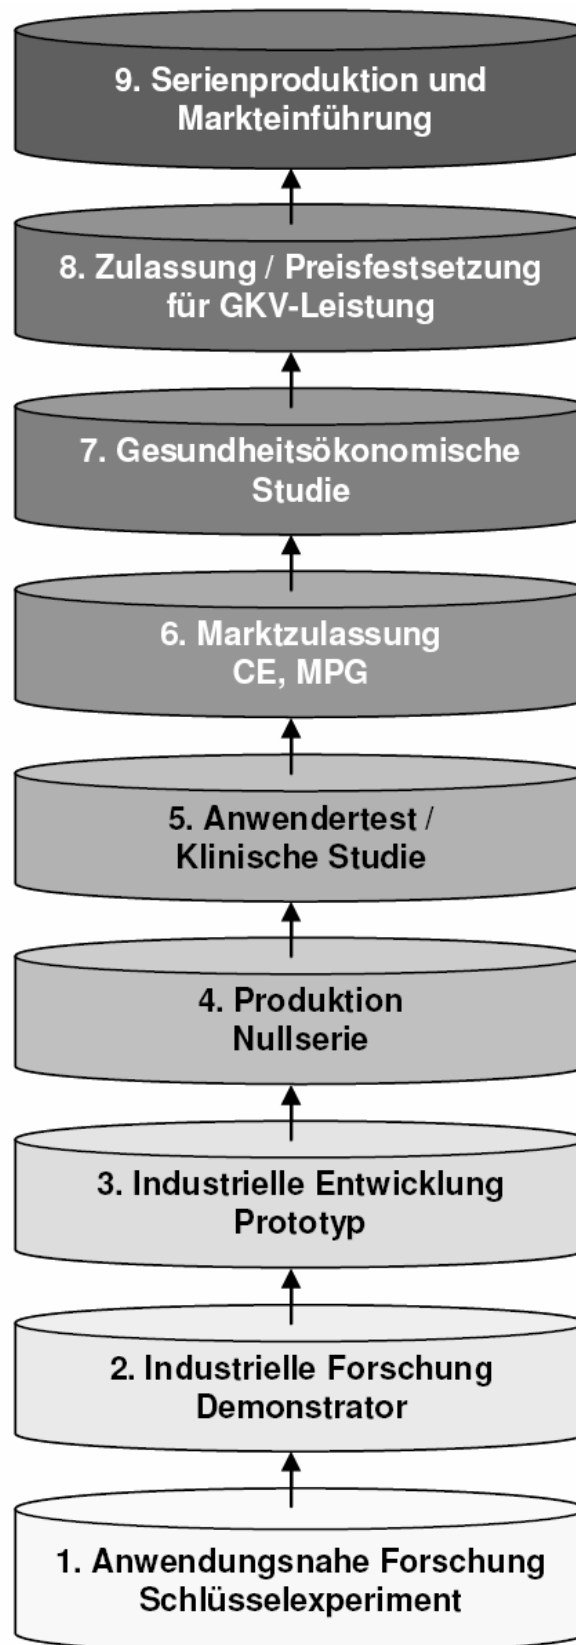 9. Serienproduktion und
Markteinführung
8. Zulassung / Preisfestsetzung
für GKV-Leistung
7. Gesundheitsökonomische
Studie
6. Marktzulassung
CE, MPG
5. Anwendertest /
Klinische Studie
4. Produktion
Nullserie
3. Industrielle Entwicklung
Prototyp
2. Industrielle Forschung
Demonstrator
1. Anwendungsnahe Forschung
Schlüsselexperiment